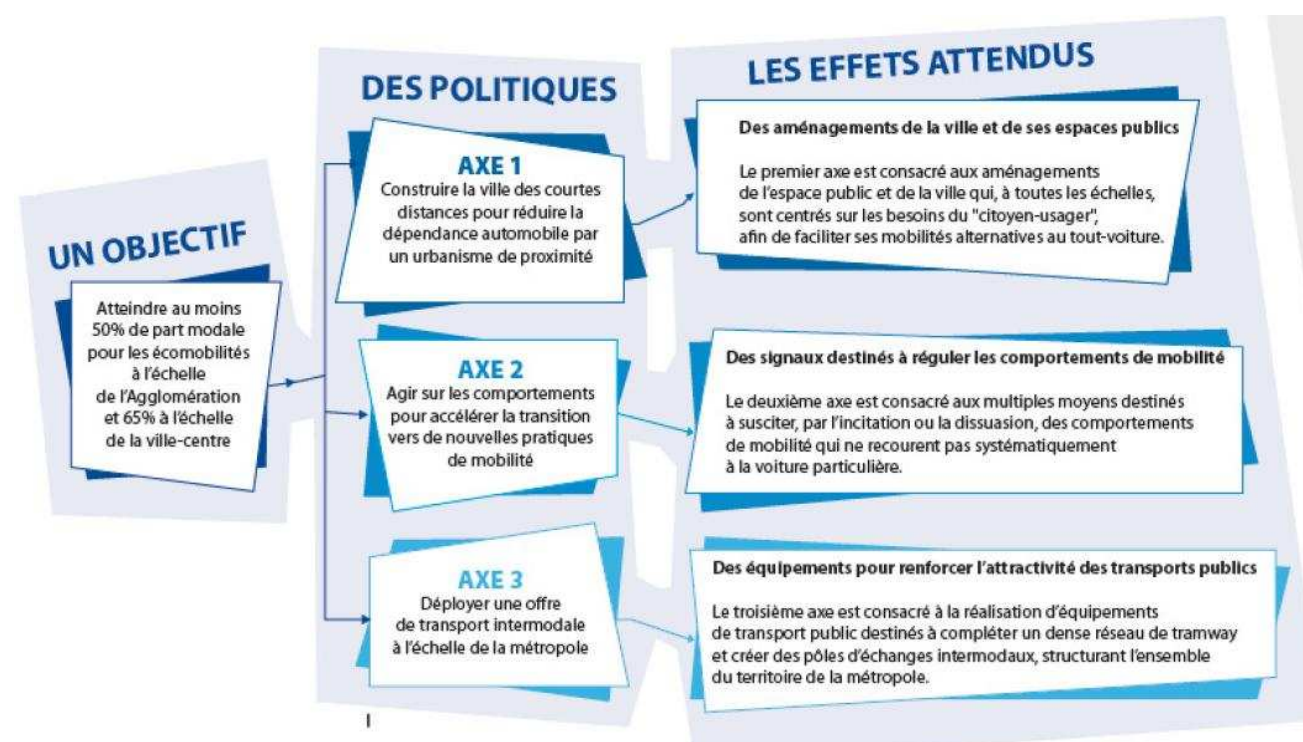 UN OBJECTIF
Atteindre au moins
50% de part modale
pour les écomobilités
à l'échelle
de l'Agglomération
et 65% à l'échelle
de la ville-centre
DES POLITIQUES
AXE 1
Construire la ville des courtes
distances pour réduire la
dépendance automobile par
un urbanisme de proximité
AXE 2
Agir sur les comportements
pour accélérer la transition
vers de nouvelles pratiques
de mobilité
AXE 3
Déployer une offre
de transport intermodale
à l'échelle de la métropole
LES EFFETS ATTENDUS
Des aménagements de la ville et de ses espaces publics
Le premier axe est consacré aux aménagements
de l'espace public et de la ville qui, à toutes les échelles,
sont centrés sur les besoins du "citoyen-usager",
afin de faciliter ses mobilités alternatives au tout-voiture.
Des signaux destinés à réguler les comportements de mobilité
Le deuxième axe est consacré aux multiples moyens destinés
à susciter, par l'incitation ou la dissuasion, des comportements
de mobilité qui ne recourent pas systématiquement
à la voiture particulière.
Des équipements pour renforcer l'attractivité des transports publics
Le troisième axe est consacré à la réalisation d'équipements
de transport public destinés à compléter un dense réseau de tramway
et créer des pôles d'échanges intermodaux, structurant l'ensemble
du territoire de la métropole.